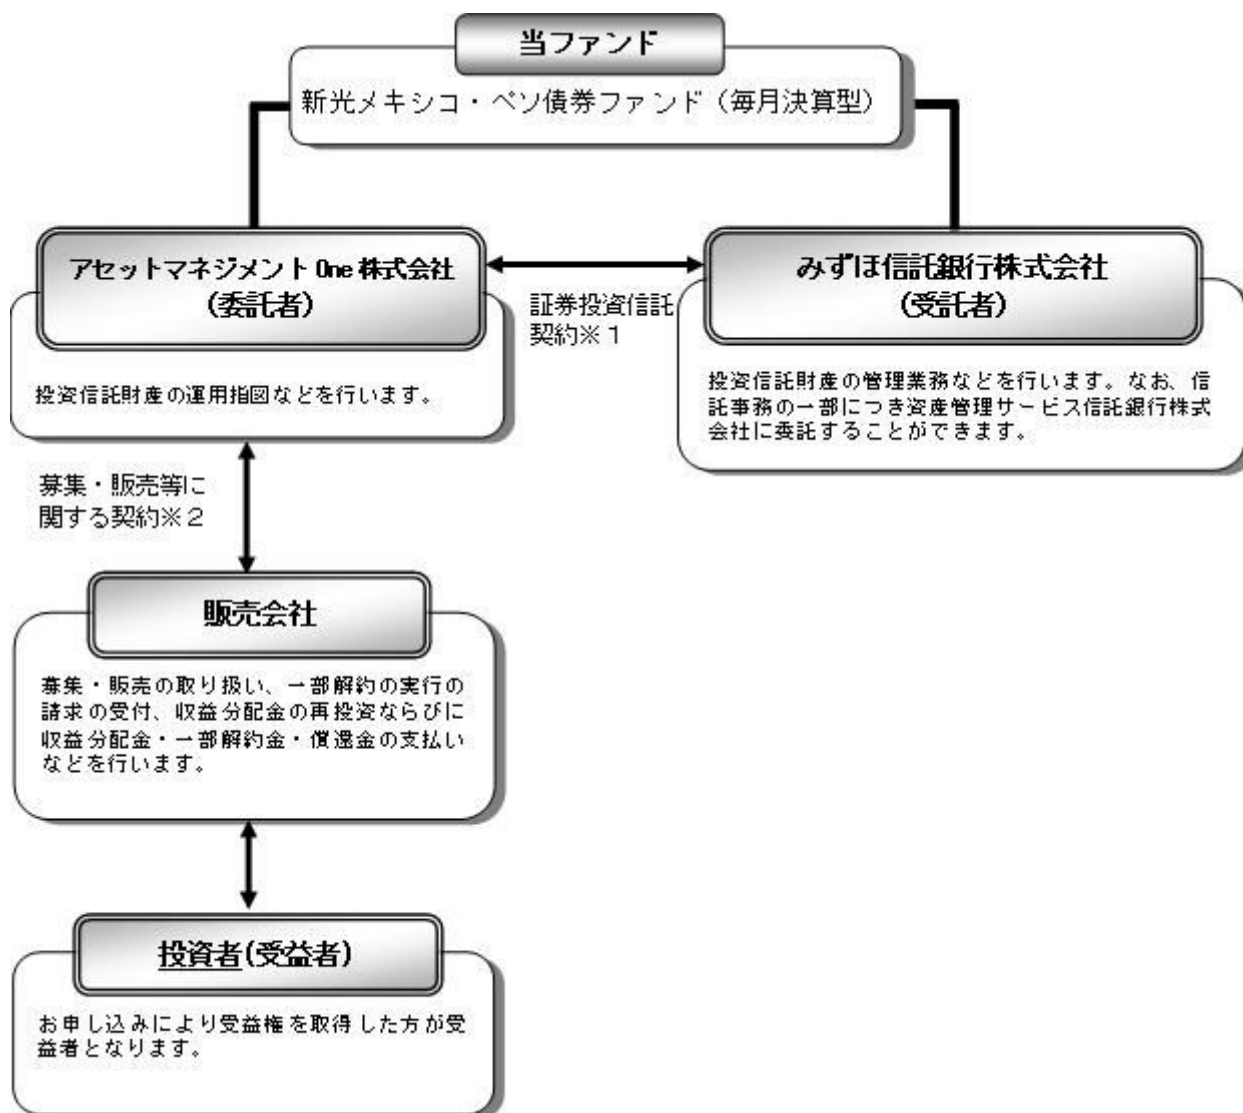 当ファンド
新光メキシコ・ペソ債券ファンド（毎月決算型）
アセットマネジメント One 株式会社
（委託者）
投資信託財産の運用指図などを行います。
証券投資信託
契約※１
みずほ信託銀行株式会社
（受託者）
投資信託財産の管理業務などを行います。なお、信
託事務の一部につき資産管理サービス信託銀行株式
会社に委託することができます。
募集・販売等に
関する契約※２
販売会社
募集・販売の取り扱い、一部解約の実行の
請求の受付、収益分配金の再投資ならびに
収益分配金・一部解約金・償還金の支払い
などを行います。
投資者(受益者)
お申し込みにより受益権を取得した方が受
益者となります。